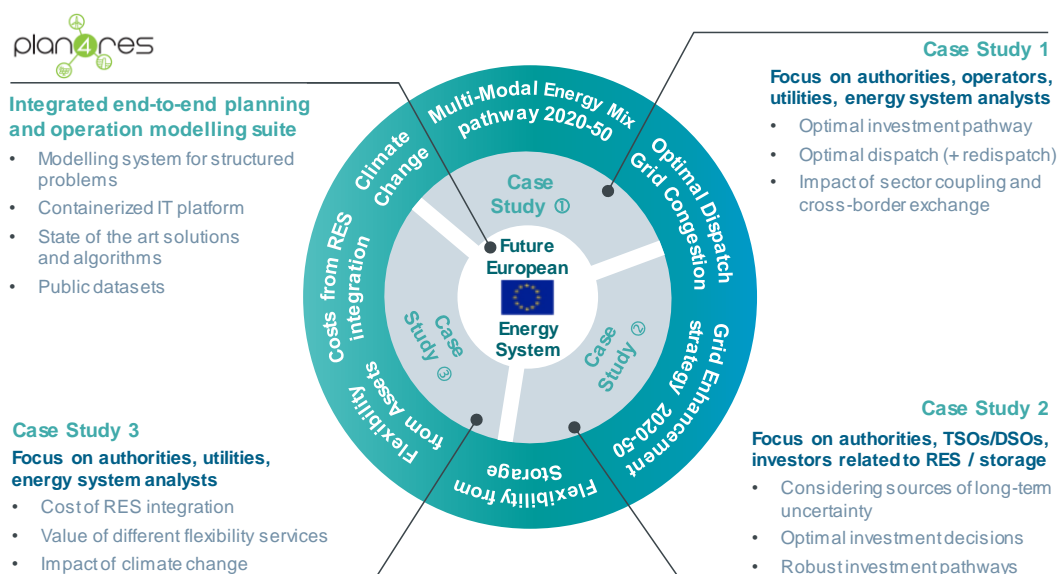 plan4res
Integrated end-to-end planning
and operation modelling suite
• Modelling system for structured
problems
• Containerized IT platform
• State of the art solutions
and algorithms
• Public datasets
Case Study 1
Focus on authorities, operators,
utilities, energy system analysts
• Optimal investment pathway
• Optimal dispatch (+ redispatch)
• Impact of sector coupling and
cross-border exchange
Multi-Modal Energy Mix
pathway 2020-50
Optimal Dispatch
Grid Congestion
Grid Enhancement
strategy 2020-50
Flexibility from
Storage
Flexibility
from Assets
Costs from RES
integration
Climate
Change
Case
Study ①
Case
Study ②
Case
Study ③
Future
European
Energy
System
Case Study 3
Focus on authorities, utilities,
energy system analysts
• Cost of RES integration
• Value of different flexibility services
• Impact of climate change
Case Study 2
Focus on authorities, TSOs/DSOs,
investors related to RES / storage
• Considering sources of long-term
uncertainty
• Optimal investment decisions
• Robust investment pathways